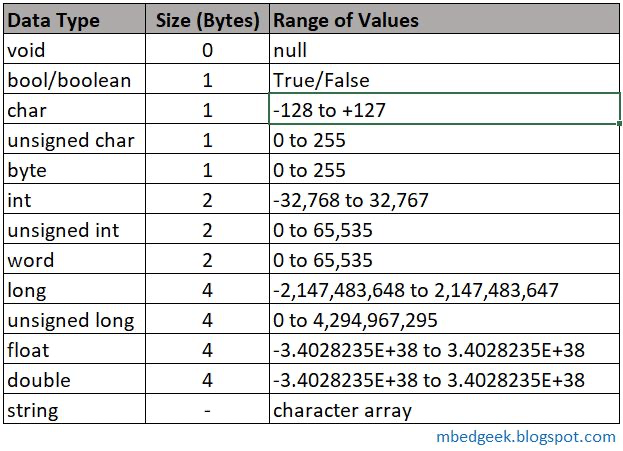 Data Type Size (Bytes) Range of Values
void 0 null
bool/boolean 1 True/False
char 1 -128 to +127
unsigned char 1 0 to 255
byte 1 0 to 255
int 2 -32,768 to 32,767
unsigned int 2 0 to 65,535
word 2 0 to 65,535
long 4 -2,147,483,648 to 2,147,483,647
unsigned long 4 0 to 4,294,967,295
float 4 -3.4028235E+38 to 3.4028235E+38
double 4 -3.4028235E+38 to 3.4028235E+38
string - character array
mbedgeek.blogspot.com